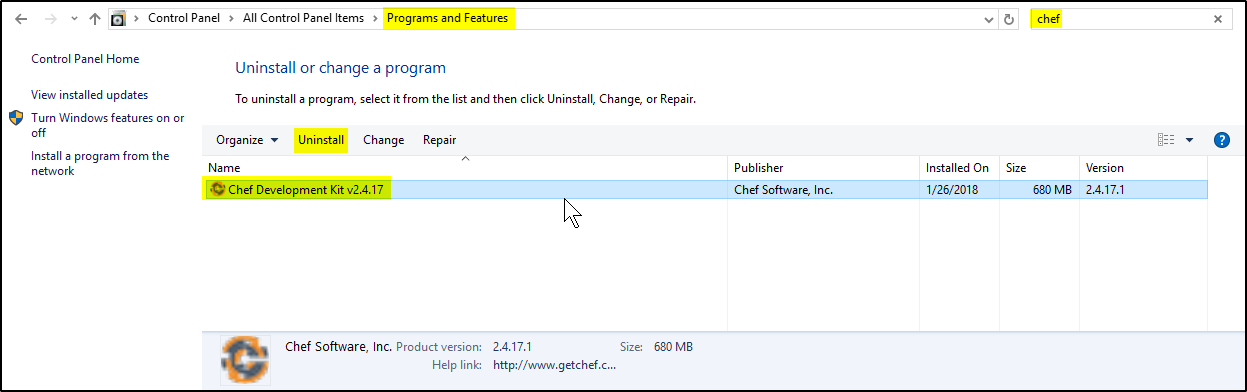 Control Panel > All Control Panel Items > Programs and Features chef
Control Panel Home
View installed updates
Turn Windows features on or off
Install a program from the network
Uninstall or change a program
To uninstall a program, select it from the list and then click Uninstall, Change, or Repair.
Organize Uninstall Change Repair
Name Publisher Installed On Size Version
Chef Development Kit v2.4.17 Chef Software, Inc. 1/26/2018 680 MB 2.4.17.1
Chef Software, Inc. Product version: 2.4.17.1 Size: 680 MB
Help link: http://www.getchef.c...